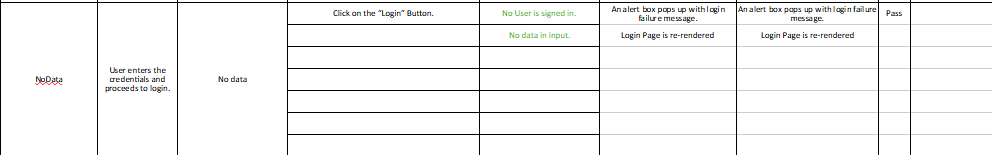 NoData
User enters the
credentials and
proceeds to login.
No data
Click on the "Login" Button.
No User is signed in.
An alert box pops up with login
failure message.
An alert box pops up with login failure
message.
Pass
No data in input.
Login Page is re-rendered
Login Page is re-rendered